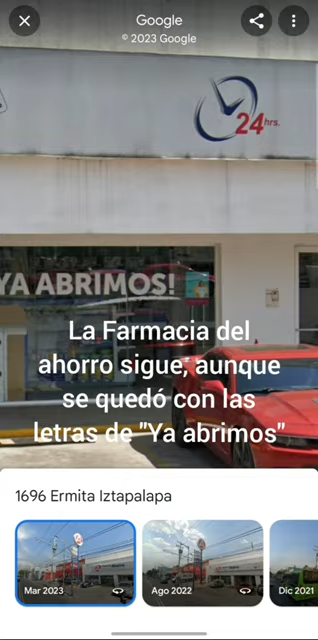 Google
© 2023 Google
24hrs.
YA ABRIMOS!
La Farmacia del
ahorro sigue, aunque
se quedó con las
letras de "Ya abrimos"
1696 Ermita Iztapalapa
Mar 2023
Ago 2022
Dic 2021